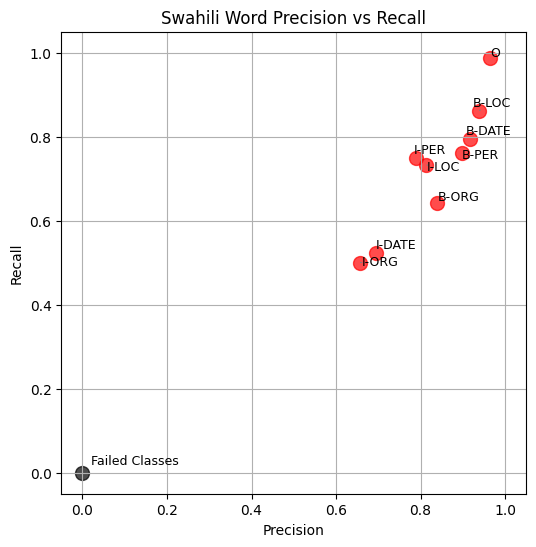 Swahili Word Precision vs Recall
1.0
0.8
0.6
0.4
0.2
0.0
Recall
O
B-LOC
B-DATE
I-PER
B-PER
I-LOC
B-ORG
I-DATE
I-ORG
Failed Classes
0.0 0.2 0.4 0.6 0.8 1.0
Precision